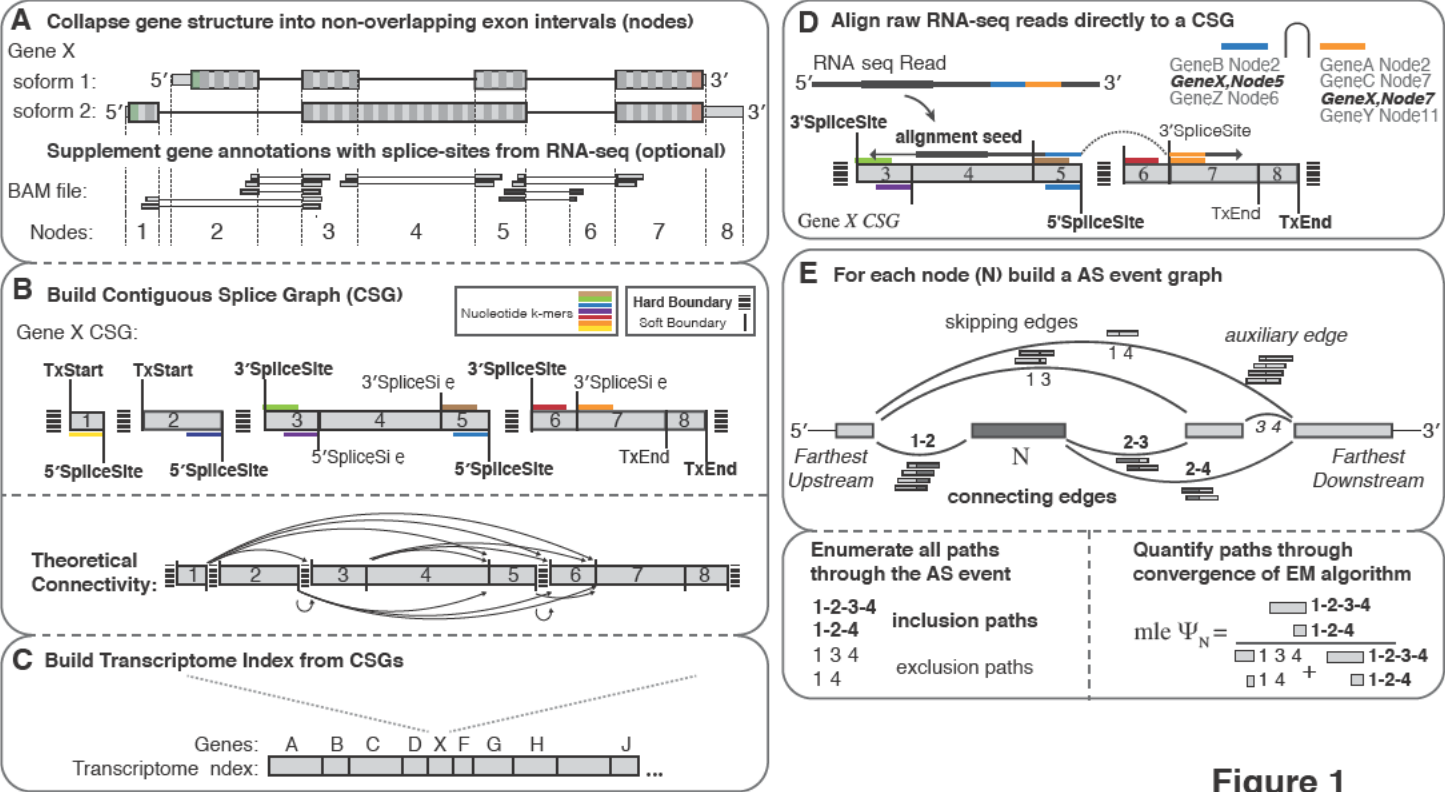 A Collapse gene structure into non-overlapping exon intervals (nodes)
Gene X
soform 1: 5′ 3′
soform 2: 5′ 3′
Supplement gene annotations with splice-sites from RNA-seq (optional)
BAM file:
Nodes: 1 2 3 4 5 6 7 8
B Build Contiguous Splice Graph (CSG)
Nucleotide k-mers
Hard Boundary
Soft Boundary
Gene X CSG:
TxStart TxStart 3′SpliceSite 3′SpliceSi e 3′SpliceSite 3′SpliceSi e
1 2 3 4 5 6 7 8
5′SpliceSite 5′SpliceSite 5′SpliceSi e 5′SpliceSite TxEnd TxEnd
Theoretical
Connectivity:
1 2 3 4 5 6 7 8
C Build Transcriptome Index from CSGs
Genes: A B C D X F G H J
Transcriptome ndex: ...
D Align raw RNA-seq reads directly to a CSG
RNA seq Read
5′ 3′
GeneB Node2
GeneX,Node5
GeneZ Node6
GeneA Node2
GeneC Node7
GeneX,Node7
GeneY Node11
3'SpliceSite
alignment seed
3′SpliceSite
3 4 5 6 7 8
Gene X CSG
5'SpliceSite
TxEnd
TxEnd
E For each node (N) build a AS event graph
skipping edges
1 4
auxiliary edge
1 3
5′ 3′
3 4
1-2
N
2-3
2-4
Farthest
Upstream
Farthest
Downstream
connecting edges
Enumerate all paths
through the AS event
1-2-3-4
1-2-4
inclusion paths
1 3 4
1 4
exclusion paths
Quantify paths through
convergence of EM algorithm
mle Ψ_N =
1-2-3-4
1-2-4
1 3 4 + 1-2-3-4
1 4 1-2-4
Figure 1